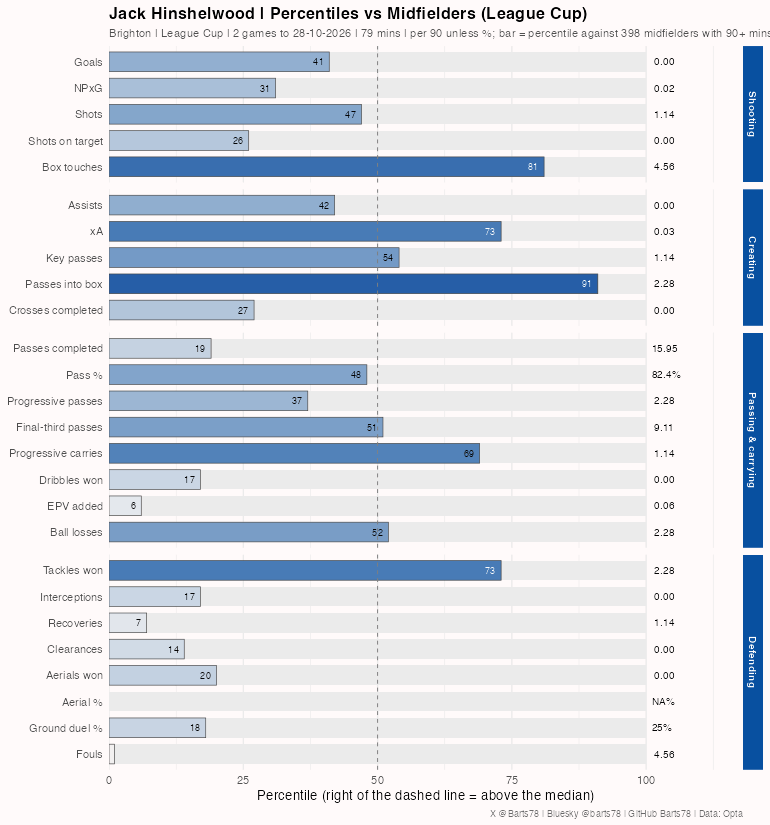 Jack Hinshelwood | Percentiles vs Midfielders (League Cup)
Brighton | League Cup | 2 games to 28-10-2026 | 79 mins | per 90 unless %; bar = percentile against 398 midfielders with 90+ mins
Goals 41 0.00
NPxG 31 0.02
Shots 47 1.14
Shots on target 26 0.00
Box touches 81 4.56
Shooting
Assists 42 0.00
xA 73 0.03
Key passes 54 1.14
Passes into box 91 2.28
Crosses completed 27 0.00
Creating
Passes completed 19 15.95
Pass % 48 82.4%
Progressive passes 37 2.28
Final-third passes 51 9.11
Progressive carries 69 1.14
Dribbles won 17 0.00
EPV added 6 0.06
Ball losses 52 2.28
Passing & carrying
Tackles won 73 2.28
Interceptions 17 0.00
Recoveries 7 1.14
Clearances 14 0.00
Aerials won 20 0.00
Aerial % NA%
Ground duel % 18 25%
Fouls 4.56
Defending
0 25 50 75 100
Percentile (right of the dashed line = above the median)
X @Barts78 | Bluesky @barts78 | GitHub Barts78 | Data: Opta